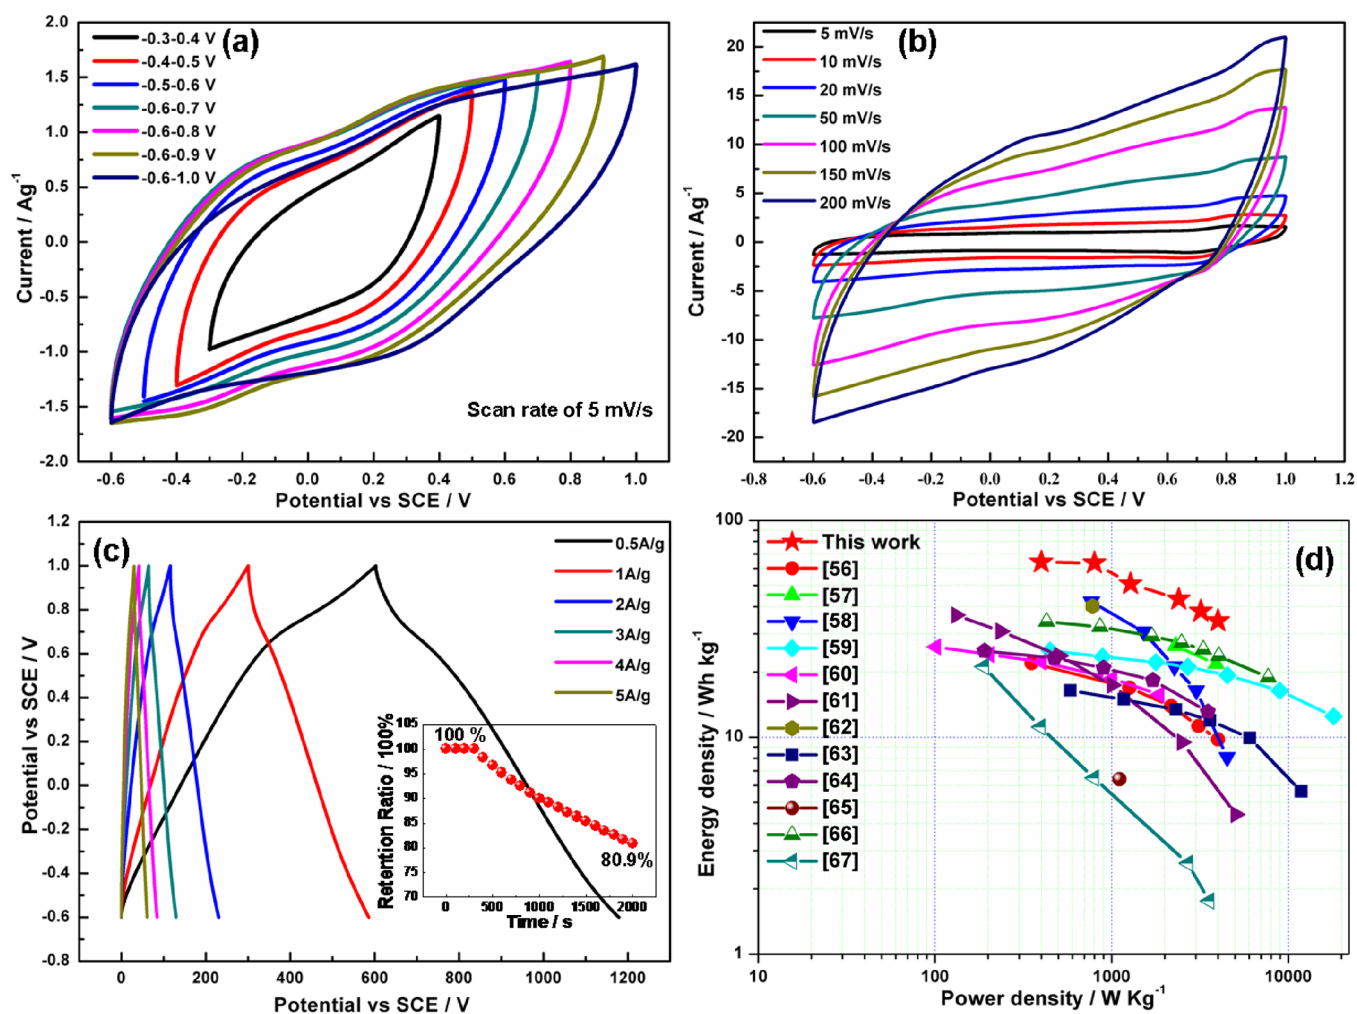 (a)
-0.3-0.4 V
-0.4-0.5 V
-0.5-0.6 V
-0.6-0.7 V
-0.6-0.8 V
-0.6-0.9 V
-0.6-1.0 V
2.0
1.5
1.0
0.5
0.0
-0.5
-1.0
-1.5
-2.0
Current / Ag-1
Scan rate of 5 mV/s
-0.6 -0.4 -0.2 0.0 0.2 0.4 0.6 0.8 1.0
Potential vs SCE / V
(b)
5 mV/s
10 mV/s
20 mV/s
50 mV/s
100 mV/s
150 mV/s
200 mV/s
20
15
10
5
0
-5
-10
-15
-20
Current / Ag-1
-0.8 -0.6 -0.4 -0.2 0.0 0.2 0.4 0.6 0.8 1.0 1.2
Potential vs SCE / V
(c)
0.5A/g
1A/g
2A/g
3A/g
4A/g
5A/g
1.2
1.0
0.8
0.6
0.4
0.2
0.0
-0.2
-0.4
-0.6
-0.8
Potential vs SCE / V
105
100
95
90
85
80
75
70
Retention Ratio / 100%
100 %
80.9%
0 500 1000 1500 2000
Time / s
0 200 400 600 800 1000 1200
Potential vs SCE / V
(d)
This work
[56]
[57]
[58]
[59]
[60]
[61]
[62]
[63]
[64]
[65]
[66]
[67]
100
10
1
Energy density / Wh kg-1
10 100 1000 10000
Power density / W Kg-1